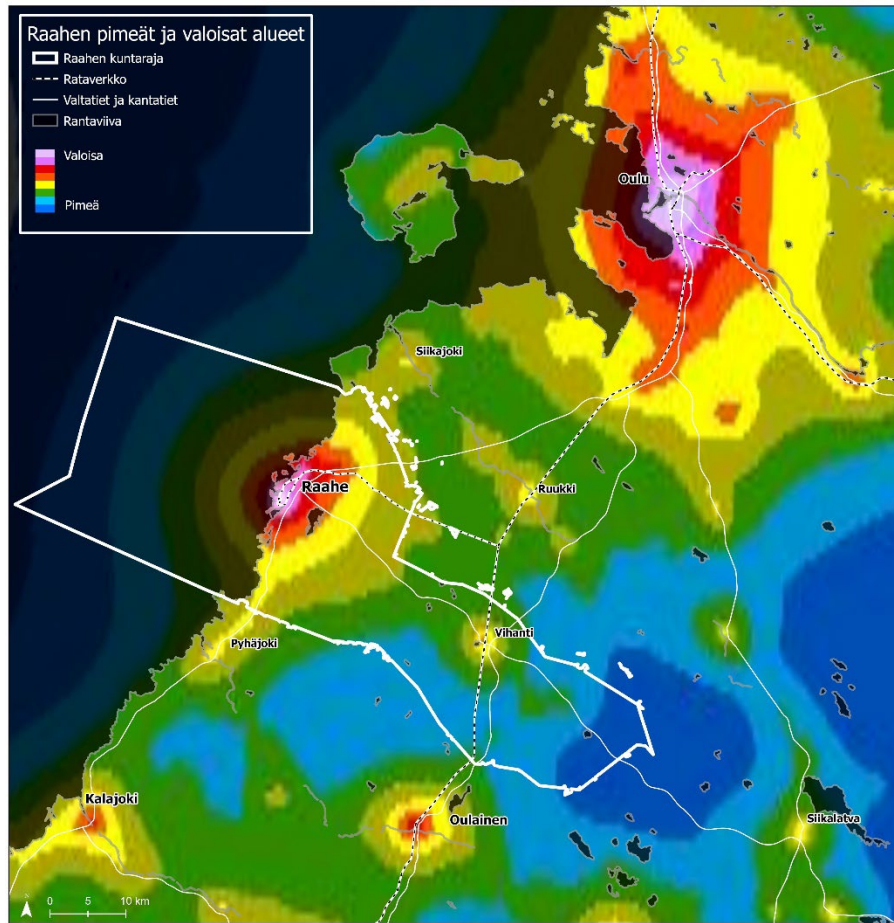 Raahen pimeät ja valoisat alueet
Raahen kuntaraja
Rataverkko
Valtatiet ja kantatiet
Rantaviiva
Valoisa
Pimeä
Oulu
Siikajoki
Raahe
Ruukki
Vihanti
Pyhäjoki
Kalajoki
Oulainen
Siikalatva
0 5 10 km